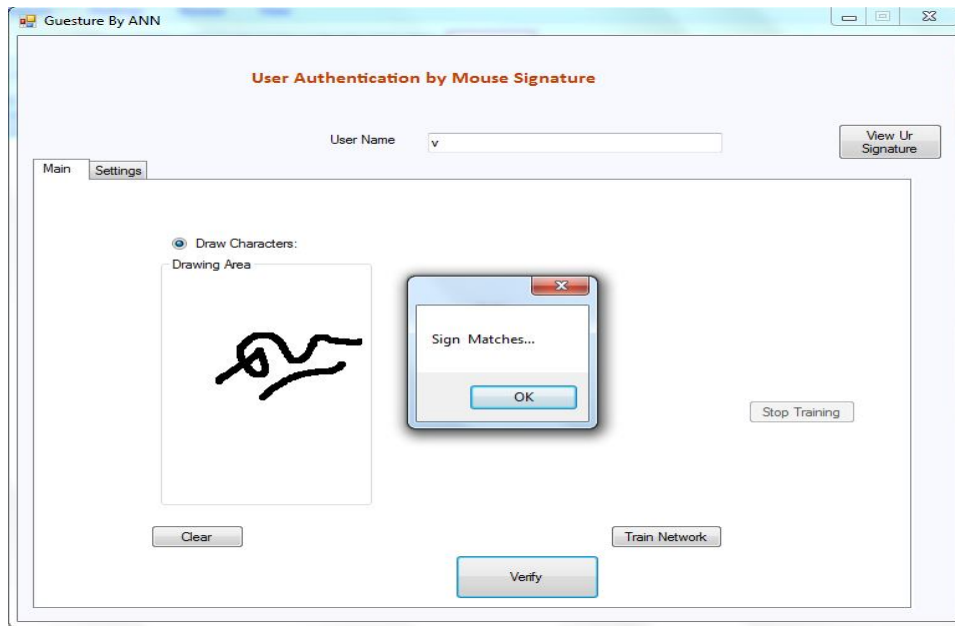 Guesture By ANN
User Authentication by Mouse Signature
User Name v
View Ur
Signature
Main Settings
Draw Characters:
Drawing Area
Sign Matches...
OK
Stop Training
Clear
Train Network
Verify